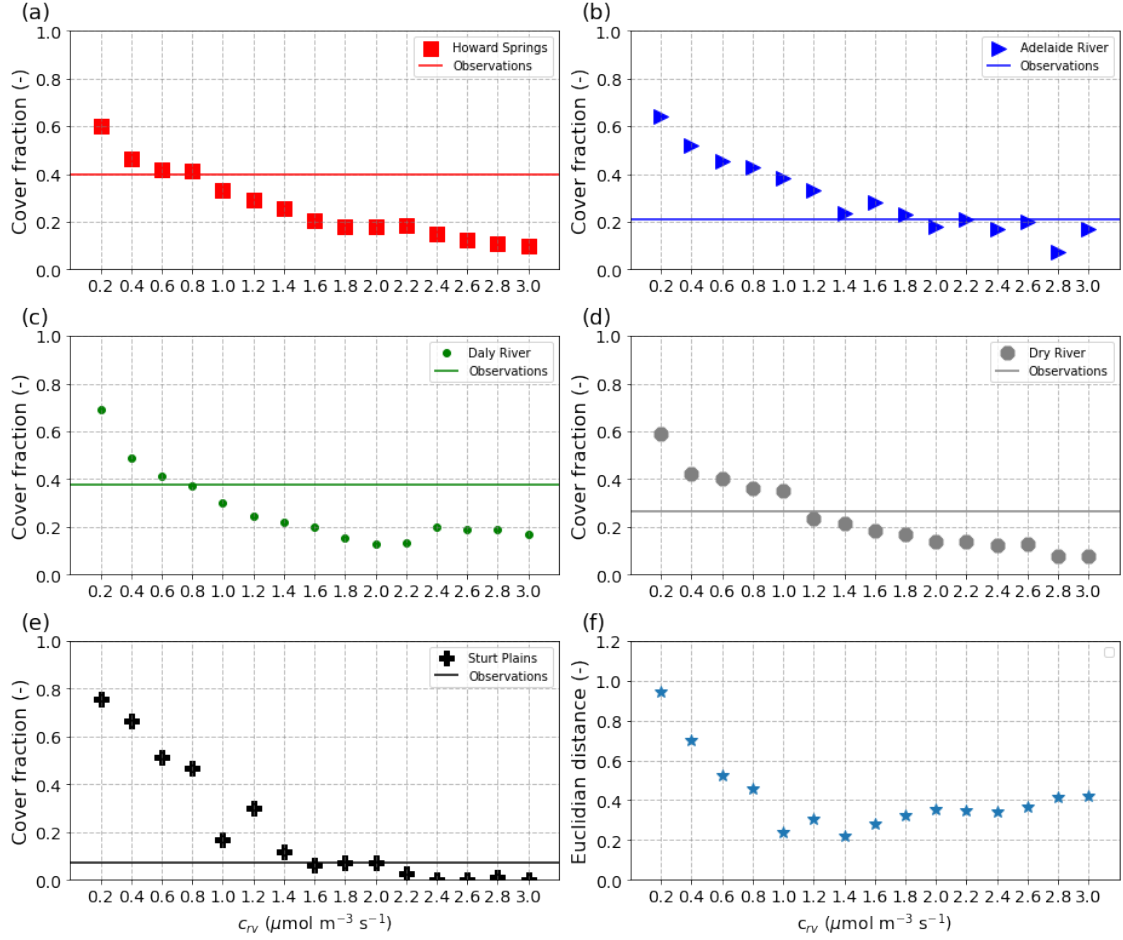 (a)
1.0
0.8
0.6
0.4
0.2
0.0
Cover fraction (-)
Howard Springs
Observations
0.2 0.4 0.6 0.8 1.0 1.2 1.4 1.6 1.8 2.0 2.2 2.4 2.6 2.8 3.0
(b)
1.0
0.8
0.6
0.4
0.2
0.0
Cover fraction (-)
Adelaide River
Observations
0.2 0.4 0.6 0.8 1.0 1.2 1.4 1.6 1.8 2.0 2.2 2.4 2.6 2.8 3.0
(c)
1.0
0.8
0.6
0.4
0.2
0.0
Cover fraction (-)
Daly River
Observations
0.2 0.4 0.6 0.8 1.0 1.2 1.4 1.6 1.8 2.0 2.2 2.4 2.6 2.8 3.0
(d)
1.0
0.8
0.6
0.4
0.2
0.0
Cover fraction (-)
Dry River
Observations
0.2 0.4 0.6 0.8 1.0 1.2 1.4 1.6 1.8 2.0 2.2 2.4 2.6 2.8 3.0
(e)
1.0
0.8
0.6
0.4
0.2
0.0
Cover fraction (-)
Sturt Plains
Observations
0.2 0.4 0.6 0.8 1.0 1.2 1.4 1.6 1.8 2.0 2.2 2.4 2.6 2.8 3.0
c_rv (μmol m⁻³ s⁻¹)
(f)
1.2
1.0
0.8
0.6
0.4
0.2
0.0
Euclidian distance (-)
0.2 0.4 0.6 0.8 1.0 1.2 1.4 1.6 1.8 2.0 2.2 2.4 2.6 2.8 3.0
c_rv (μmol m⁻³ s⁻¹)